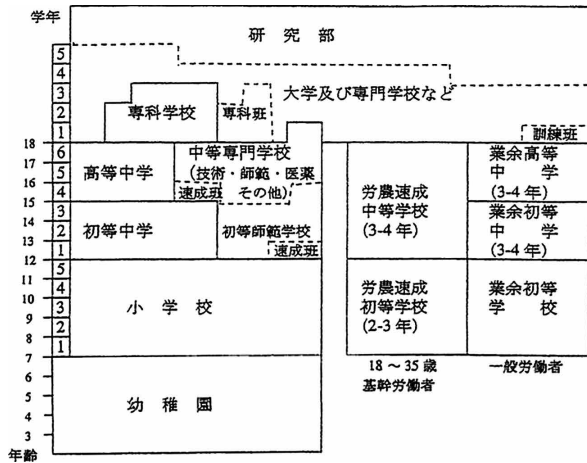 学年
研究部
5
4
大学及び専門学校など
3
専科学校
専科班
2
1
訓練班
18
6
中等専門学校
業余高等
17
5
高等中学
(技術・師範・医薬
中　学
16
4
速成班
その他)
労農速成
(3-4年)
15
中等学校
3
業余初等
14
2
初等中学
初等師範学校
(3-4年)
中　学
13
1
速成班
(3-4年)
12
5
11
4
労農速成
業余初等
10
3
小学校
初等学校
学　校
9
2
(2-3年)
8
1
7
18～35歳
一般労働者
6
基幹労働者
5
幼稚園
4
3
年齢